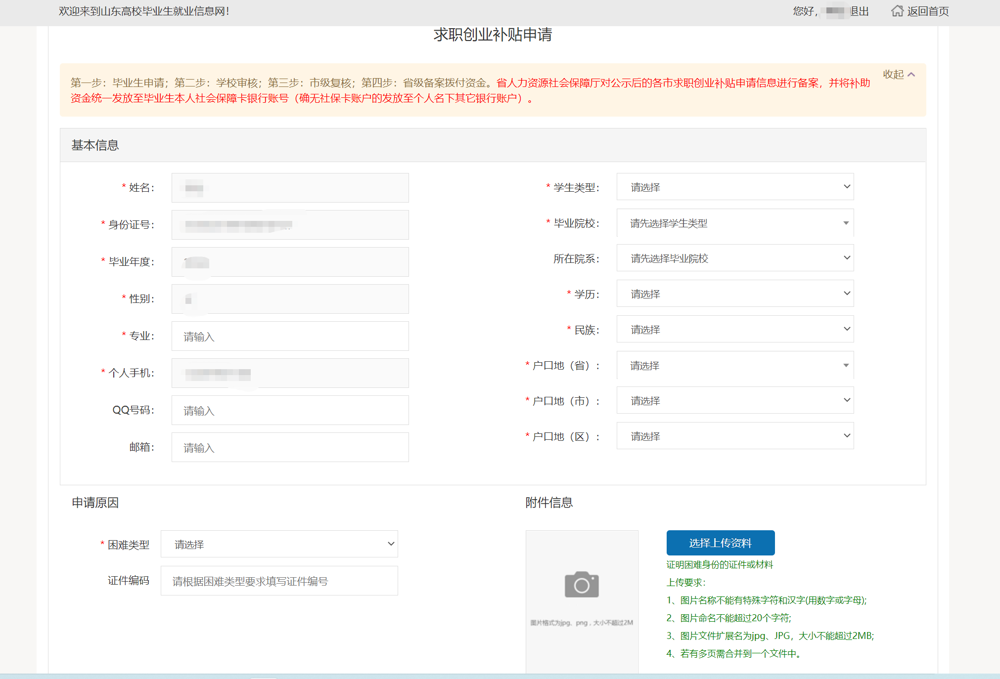 欢迎来到山东高校毕业生就业信息网！
您好，
退出
返回首页
求职创业补贴申请
第一步：毕业生申请；第二步：学校审核；第三步：市级复核；第四步：省级备案拨付资金。省人力资源社会保障厅对公示后的各市求职创业补贴申请信息进行备案，并将补助
资金统一发放至毕业生本人社会保障卡银行账号（确无社保卡账户的发放至个人名下其它银行账户）。
收起
基本信息
* 姓名：
* 身份证号：
* 毕业年度：
* 性别：
* 专业：
请输入
* 个人手机：
QQ号码：
请输入
邮箱：
请输入
* 学生类型：
请选择
* 毕业院校：
请先选择学生类型
所在院系：
请先选择毕业院校
* 学历：
请选择
* 民族：
请选择
* 户口地（省）：
请选择
* 户口地（市）：
请选择
* 户口地（区）：
请选择
申请原因
* 困难类型
请选择
证件编码
请根据困难类型要求填写证件编号
附件信息
图片格式为jpg、png，大小不超过2M
选择上传资料
证明困难身份的证件或材料
上传要求：
1、图片名称不能有特殊字符和汉字(用数字或字母);
2、图片命名不能超过20个字符;
3、图片文件扩展名为jpg、JPG，大小不能超过2MB;
4、若有多页需合并到一个文件中。